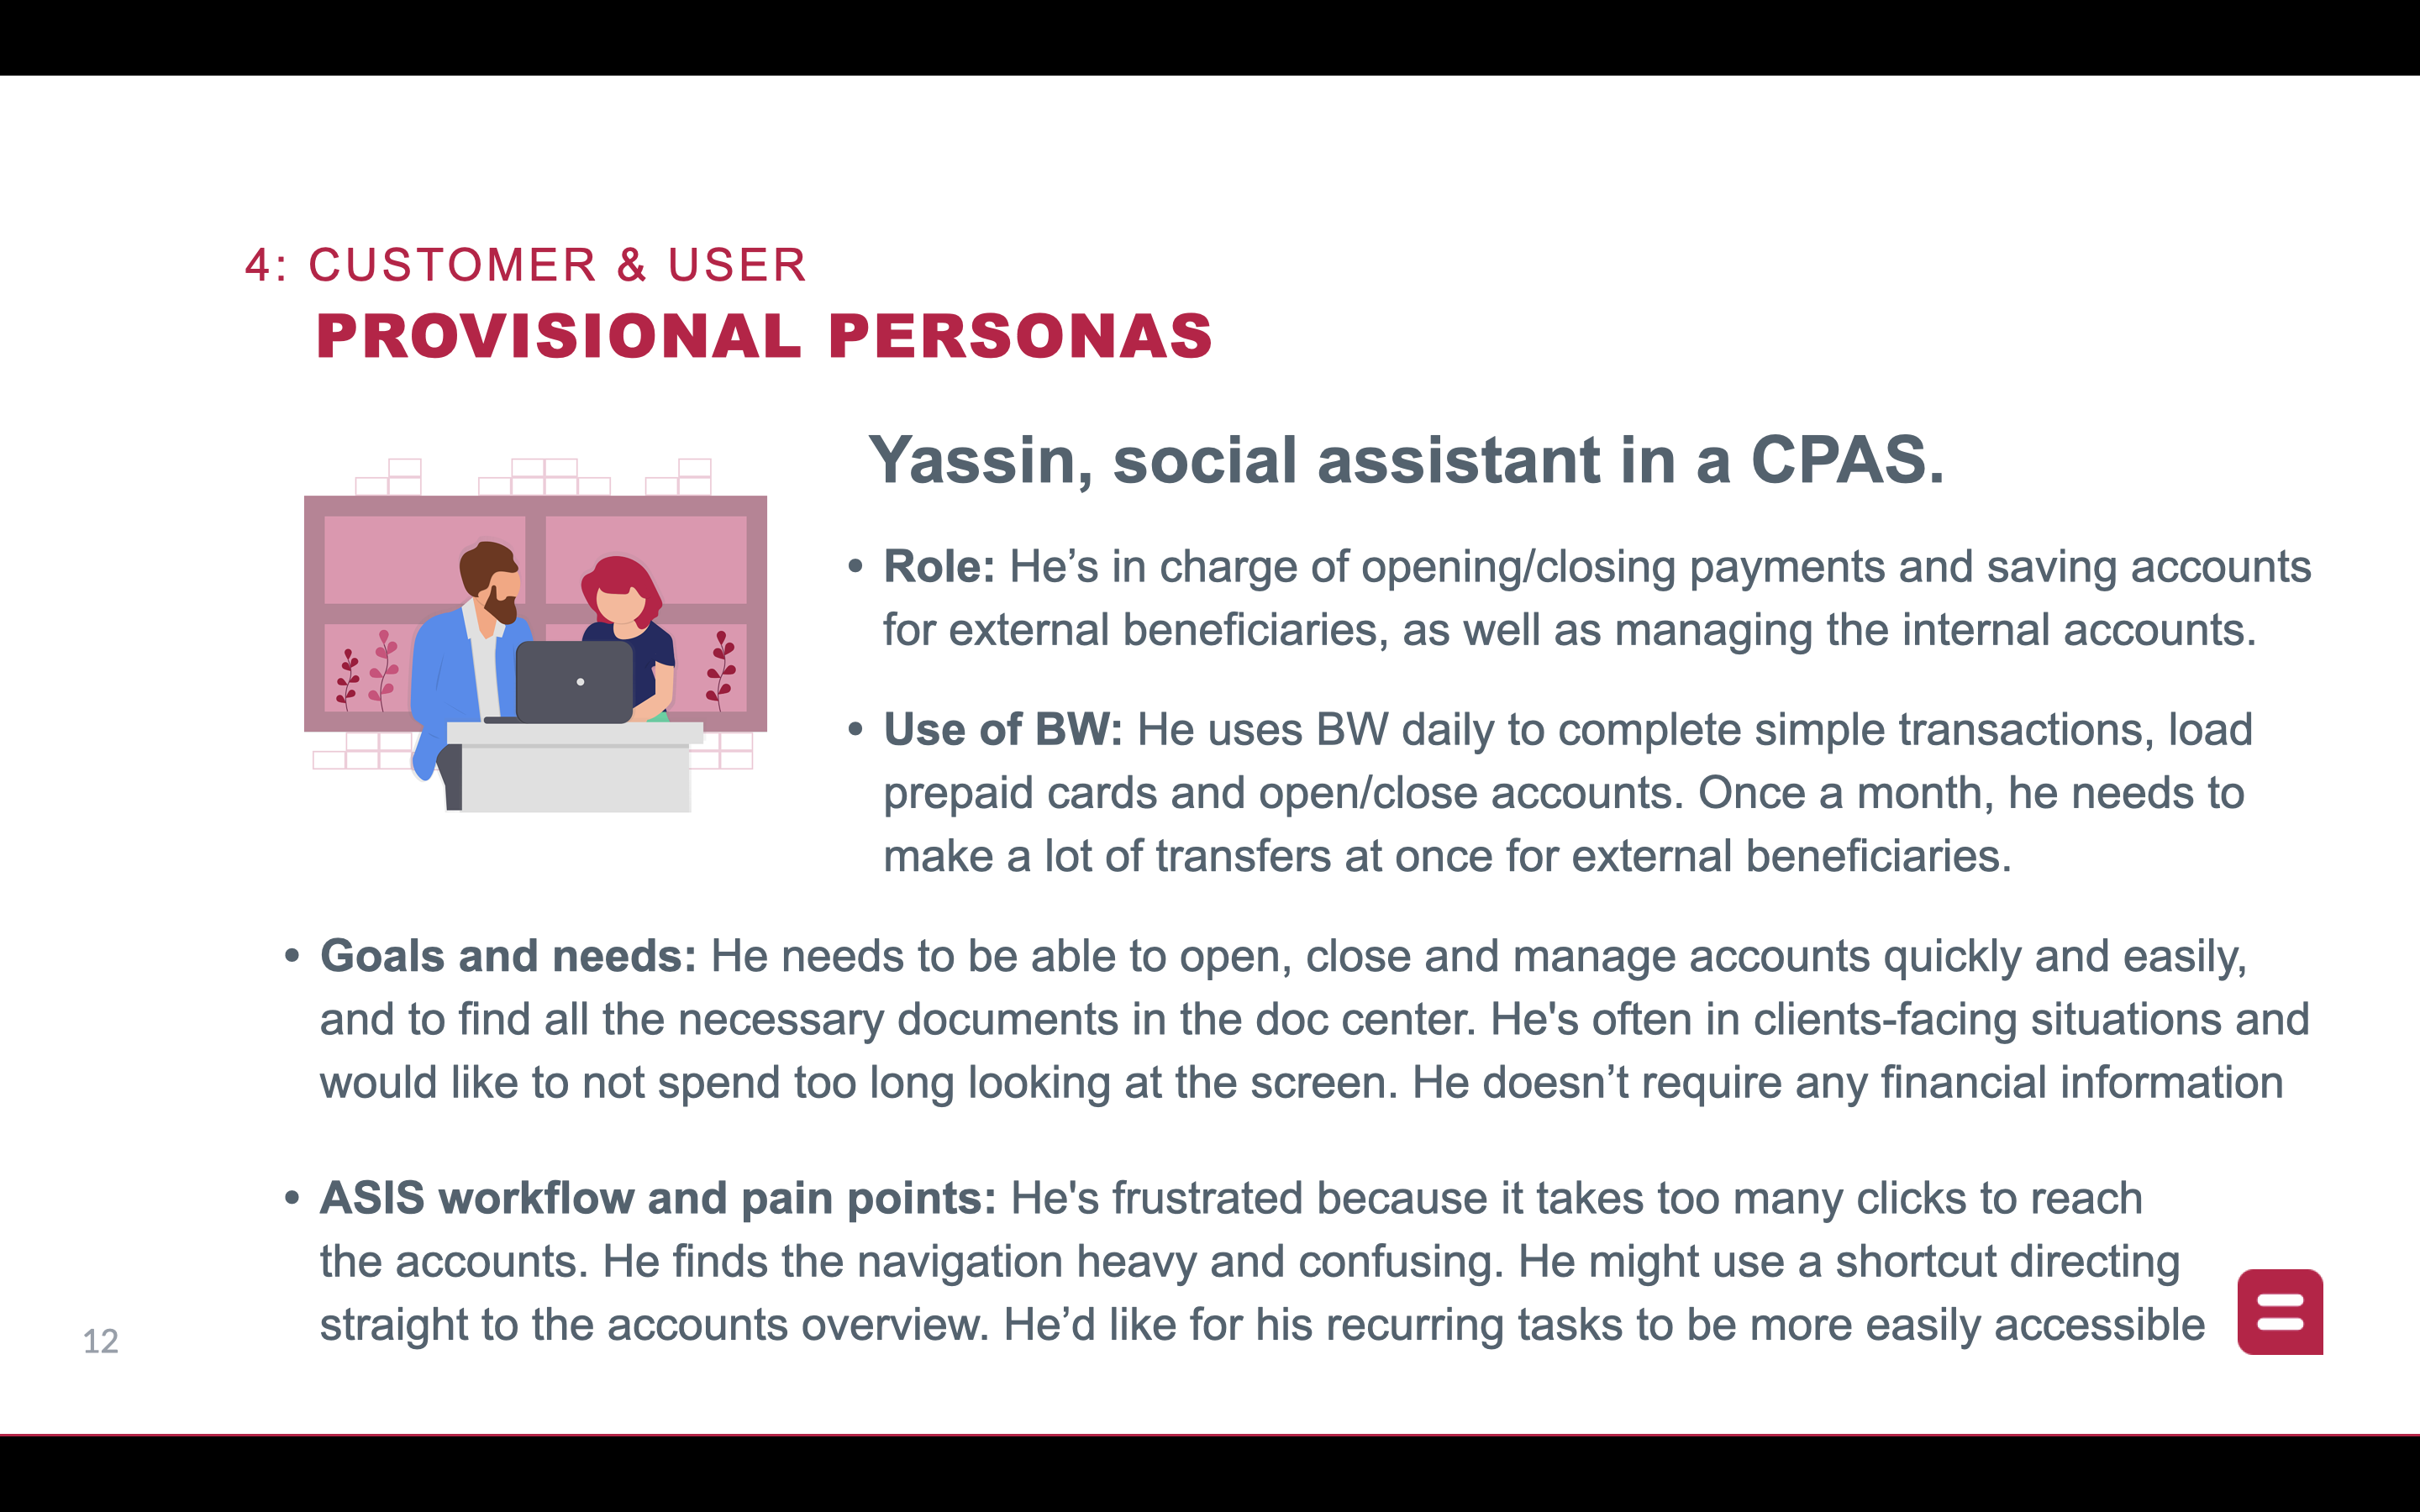 4: CUSTOMER & USER
PROVISIONAL PERSONAS
Yassin, social assistant in a CPAS.
• Role: He’s in charge of opening/closing payments and saving accounts
for external beneficiaries, as well as managing the internal accounts.
• Use of BW: He uses BW daily to complete simple transactions, load
prepaid cards and open/close accounts. Once a month, he needs to
make a lot of transfers at once for external beneficiaries.
• Goals and needs: He needs to be able to open, close and manage accounts quickly and easily,
and to find all the necessary documents in the doc center. He's often in clients-facing situations and
would like to not spend too long looking at the screen. He doesn’t require any financial information
• ASIS workflow and pain points: He's frustrated because it takes too many clicks to reach
the accounts. He finds the navigation heavy and confusing. He might use a shortcut directing
straight to the accounts overview. He’d like for his recurring tasks to be more easily accessible
12